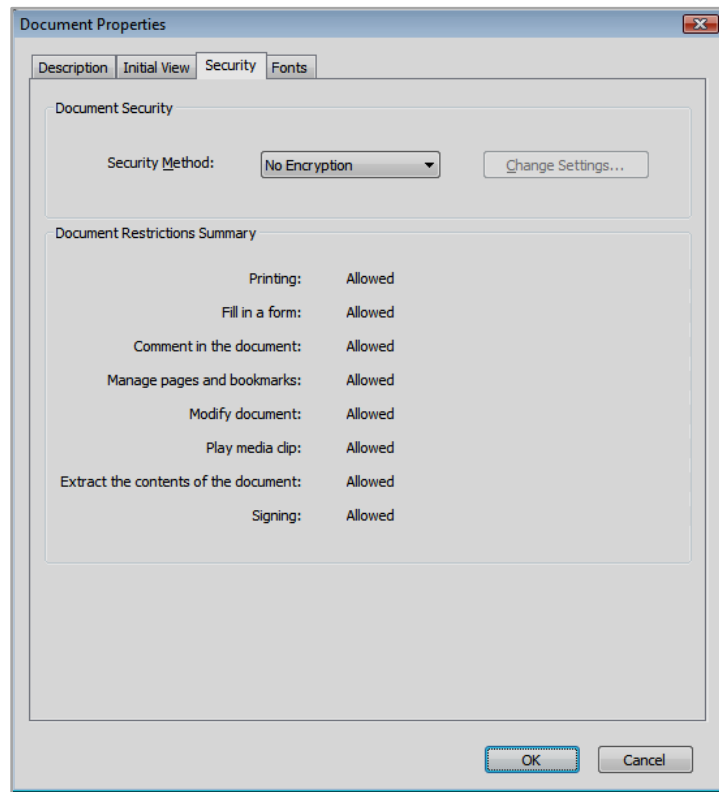 Document Properties
Description Initial View Security Fonts
Document Security
Security Method: No Encryption Change Settings...
Document Restrictions Summary
Printing: Allowed
Fill in a form: Allowed
Comment in the document: Allowed
Manage pages and bookmarks: Allowed
Modify document: Allowed
Play media clip: Allowed
Extract the contents of the document: Allowed
Signing: Allowed
OK Cancel